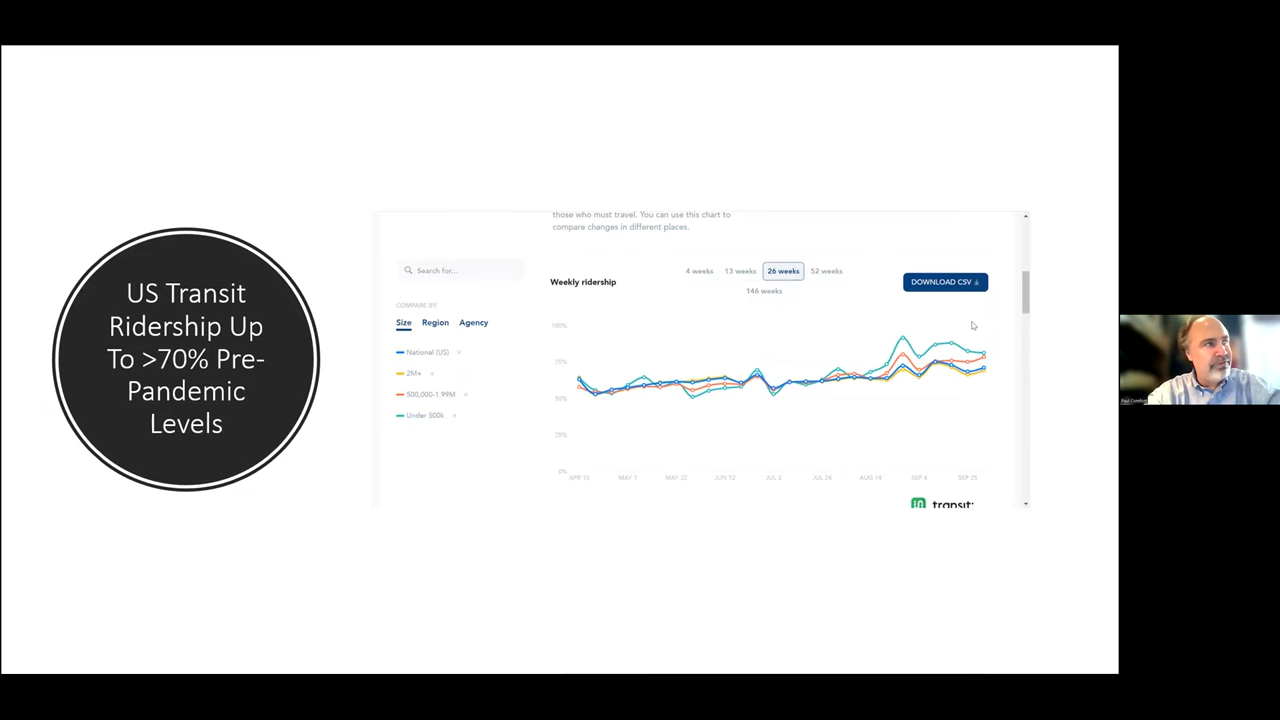 US Transit
Ridership Up
To >70% Pre-
Pandemic
Levels
those who must travel. You can use this chart to
compare changes in different places.
Search for...
COMPARE BY:
Size Region Agency
National (US) ×
2M+ ×
500,000-1.99M ×
Under 500k ×
Weekly ridership
4 weeks 13 weeks 26 weeks 52 weeks
146 weeks
DOWNLOAD CSV
100%
75%
50%
25%
0%
APR 10 MAY 1 MAY 22 JUN 12 JUL 3 JUL 24 AUG 14 SEP 4 SEP 25
transit
Paul Comfort